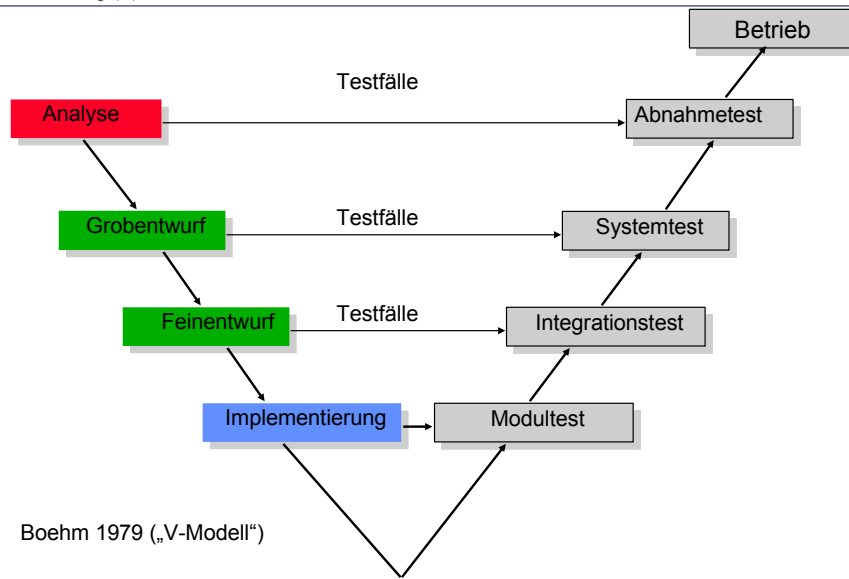 Betrieb
Testfälle
Analyse
Abnahmetest
Testfälle
Grobentwurf
Systemtest
Testfälle
Feinentwurf
Integrationstest
Implementierung
Modultest
Boehm 1979 („V-Modell“)